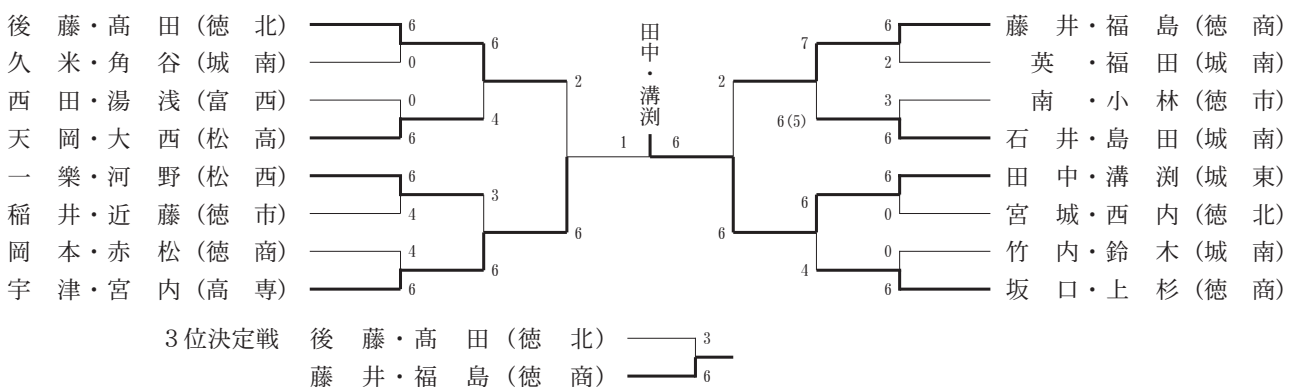 後藤・髙田（徳北） 6
久米・角谷（城南） 0
西田・湯浅（富西） 0
天岡・大西（松高） 6
一樂・河野（松西） 6
稲井・近藤（徳市） 4
岡本・赤松（徳商） 4
宇津・宮内（高専） 6
6
4
3
6
2
6
田中・溝渕
1 6
2
6
7
6(5)
6
4
6 藤井・福島（徳商）
2 英・福田（城南）
3 南・小林（徳市）
6 石井・島田（城南）
6 田中・溝渕（城東）
0 宮城・西内（徳北）
0 竹内・鈴木（城南）
6 坂口・上杉（徳商）
３位決定戦 後藤・髙田（徳北） 3
藤井・福島（徳商） 6